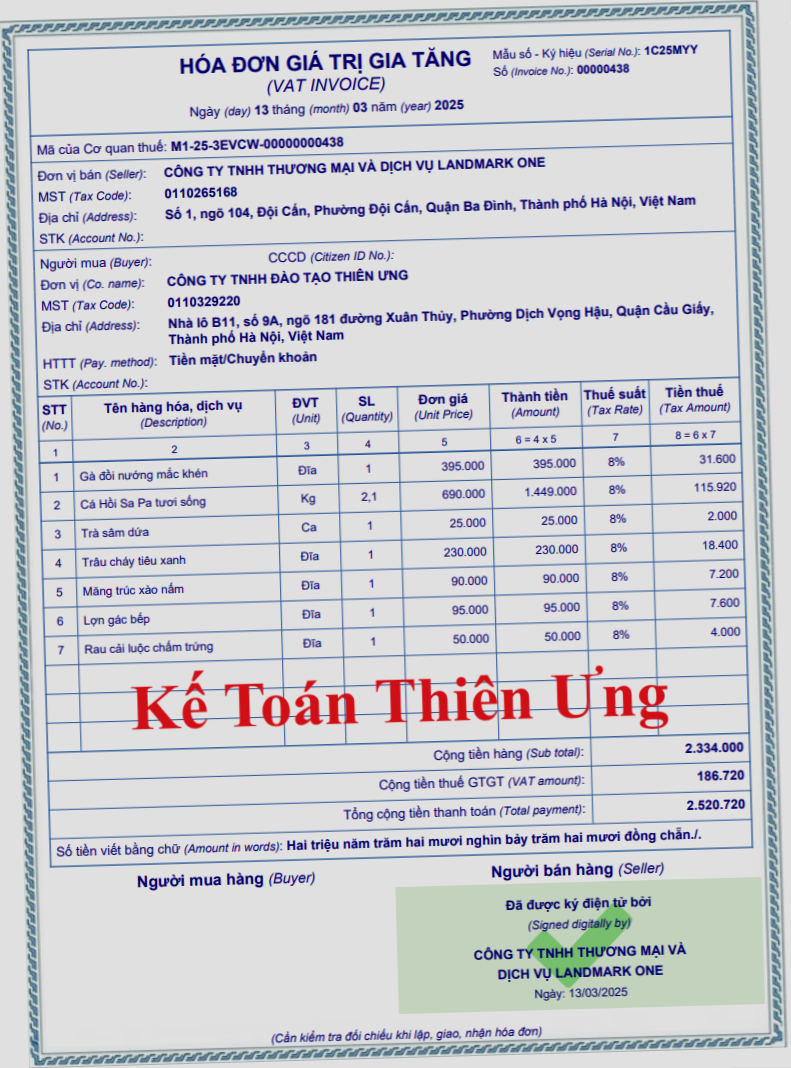 HÓA ĐƠN GIÁ TRỊ GIA TĂNG
(VAT INVOICE)
Ngày (day) 13 tháng (month) 03 năm (year) 2025
Mẫu số - Ký hiệu (Serial No.): 1C25MYY
Số (Invoice No.): 00000438
Mã của Cơ quan thuế: M1-25-3EVCW-00000000438
Đơn vị bán (Seller): CÔNG TY TNHH THƯƠNG MẠI VÀ DỊCH VỤ LANDMARK ONE
MST (Tax Code): 0110265168
Địa chỉ (Address): Số 1, ngõ 104, Đội Cấn, Phường Đội Cấn, Quận Ba Đình, Thành phố Hà Nội, Việt Nam
STK (Account No.):
Người mua (Buyer): CCCD (Citizen ID No.):
Đơn vị (Co. name): CÔNG TY TNHH ĐÀO TẠO THIÊN ƯNG
MST (Tax Code): 0110329220
Địa chỉ (Address): Nhà lô B11, số 9A, ngõ 181 đường Xuân Thủy, Phường Dịch Vọng Hậu, Quận Cầu Giấy,
Thành phố Hà Nội, Việt Nam
HTTT (Pay. method): Tiền mặt/Chuyển khoản
STK (Account No.):
STT (No.) Tên hàng hóa, dịch vụ (Description) ĐVT (Unit) SL (Quantity) Đơn giá (Unit Price) Thành tiền (Amount) Thuế suất (Tax Rate) Tiền thuế (Tax Amount)
1 2 3 4 5 6 = 4 x 5 7 8 = 6 x 7
1 Gà đồi nướng mắc khén Đĩa 1 395.000 395.000 8% 31.600
2 Cá Hồi Sa Pa tươi sống Kg 2,1 690.000 1.449.000 8% 115.920
3 Trà sâm dứa Ca 1 25.000 25.000 8% 2.000
4 Trâu cháy tiêu xanh Đĩa 1 230.000 230.000 8% 18.400
5 Măng trúc xào nấm Đĩa 1 90.000 90.000 8% 7.200
6 Lợn gác bếp Đĩa 1 95.000 95.000 8% 7.600
7 Rau cải luộc chấm trứng Đĩa 1 50.000 50.000 8% 4.000
Kế Toán Thiên Ưng
Cộng tiền hàng (Sub total): 2.334.000
Cộng tiền thuế GTGT (VAT amount): 186.720
Tổng cộng tiền thanh toán (Total payment): 2.520.720
Số tiền viết bằng chữ (Amount in words): Hai triệu năm trăm hai mươi nghìn bảy trăm hai mươi đồng chẵn./.
Người mua hàng (Buyer)
Người bán hàng (Seller)
Đã được ký điện tử bởi
(Signed digitally by)
CÔNG TY TNHH THƯƠNG MẠI VÀ
DỊCH VỤ LANDMARK ONE
Ngày: 13/03/2025
(Cần kiểm tra đối chiếu khi lập, giao, nhận hóa đơn)